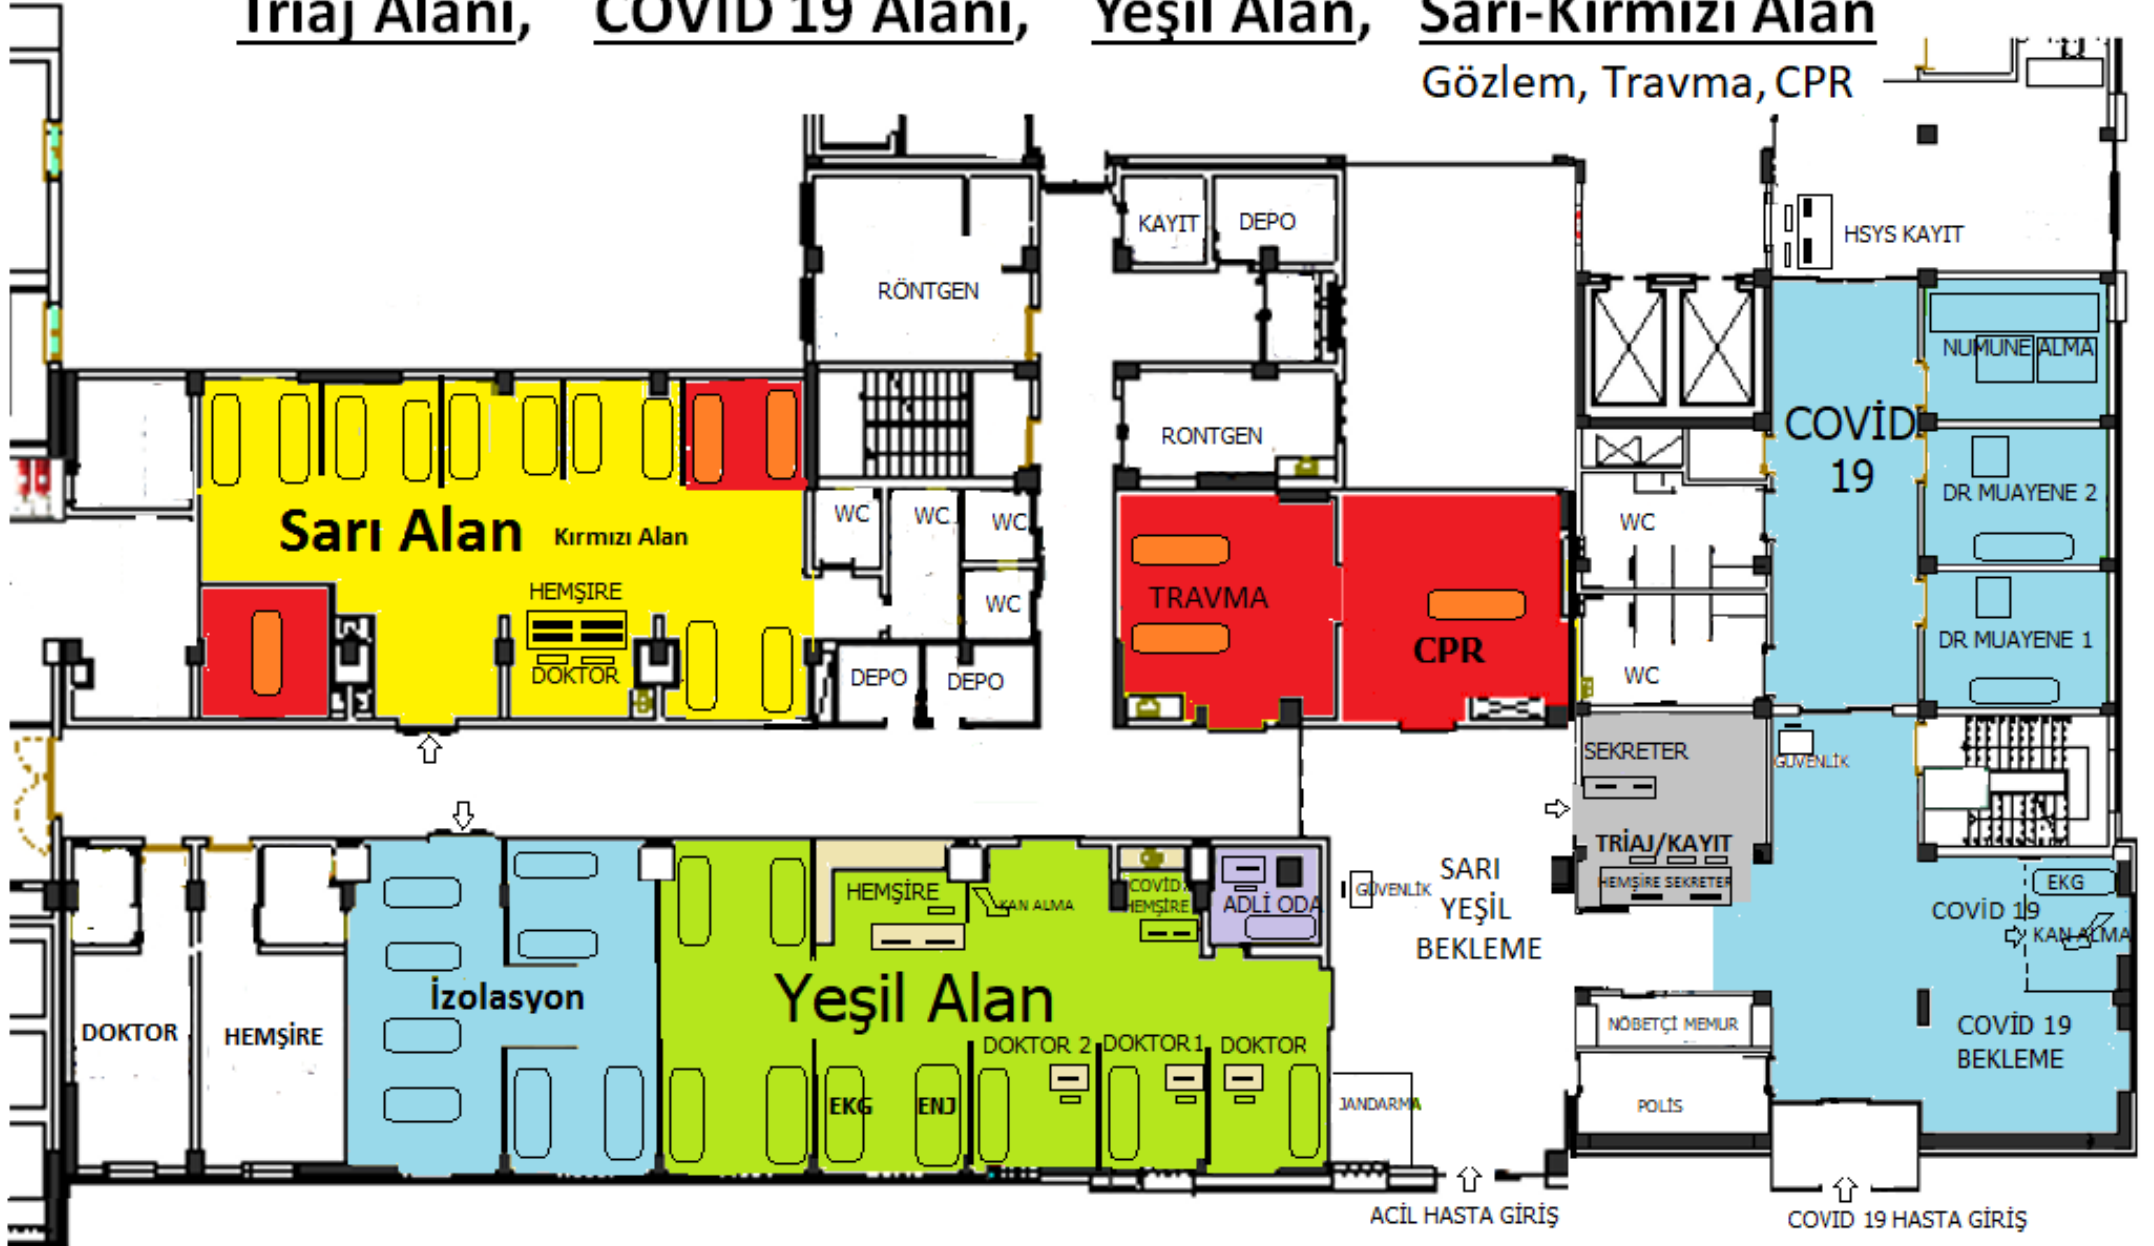 Triaj Alanı, COVID 19 Alanı, Yeşil Alan, Sarı-Kırmızı Alan
Gözlem, Travma, CPR
KAYIT
DEPO
HSYS KAYIT
RÖNTGEN
NUMUNE ALMA
COVİD
19
RONTGEN
DR MUAYENE 2
Sarı Alan
Kırmızı Alan
WC
WC
WC
WC
HEMŞIRE
WC
TRAVMA
CPR
DR MUAYENE 1
DOKTOR
DEPO
DEPO
WC
SEKRETER
GÜVENLİK
TRİAJ/KAYIT
HEMŞIRE SEKRETER
SARI
YEŞİL
BEKLEME
GÜVENLİK
HEMŞİRE
KAN ALMA
COVİD
HEMŞİRE
ADLİ ODA
EKG
COVİD 19
KAN ALMA
İzolasyon
Yeşil Alan
DOKTOR
HEMŞİRE
DOKTOR 2
DOKTOR 1
DOKTOR
NÖBETÇİ MEMUR
COVİD 19
BEKLEME
EKG
ENJ
JANDARMA
POLİS
ACİL HASTA GİRİŞ
COVID 19 HASTA GİRİŞ